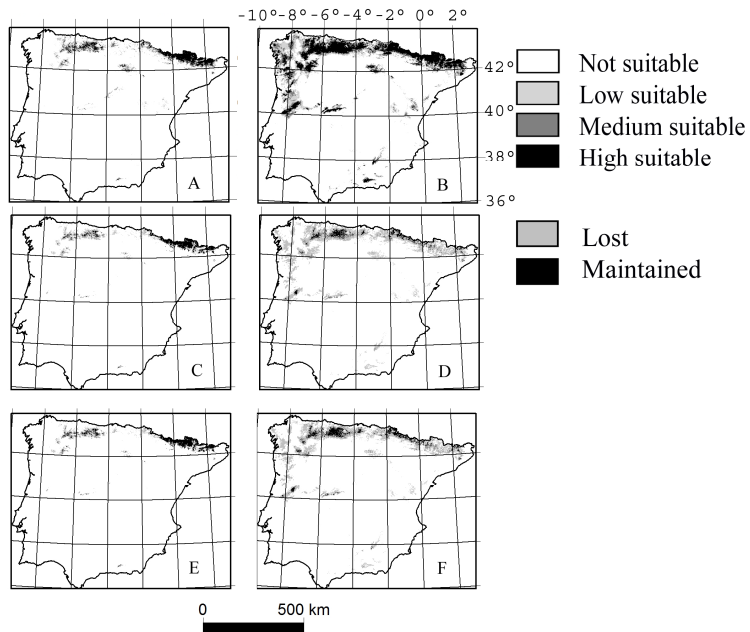 -10° -8° -6° -4° -2° 0° 2°
42°
40°
38°
36°
A
B
Not suitable
Low suitable
Medium suitable
High suitable
C
D
Lost
Maintained
E
F
0 500 km